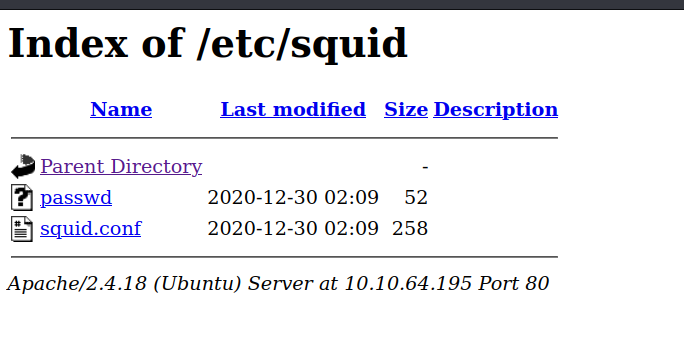 Index of /etc/squid
Name Last modified Size Description
Parent Directory -
passwd 2020-12-30 02:09 52
squid.conf 2020-12-30 02:09 258
Apache/2.4.18 (Ubuntu) Server at 10.10.64.195 Port 80